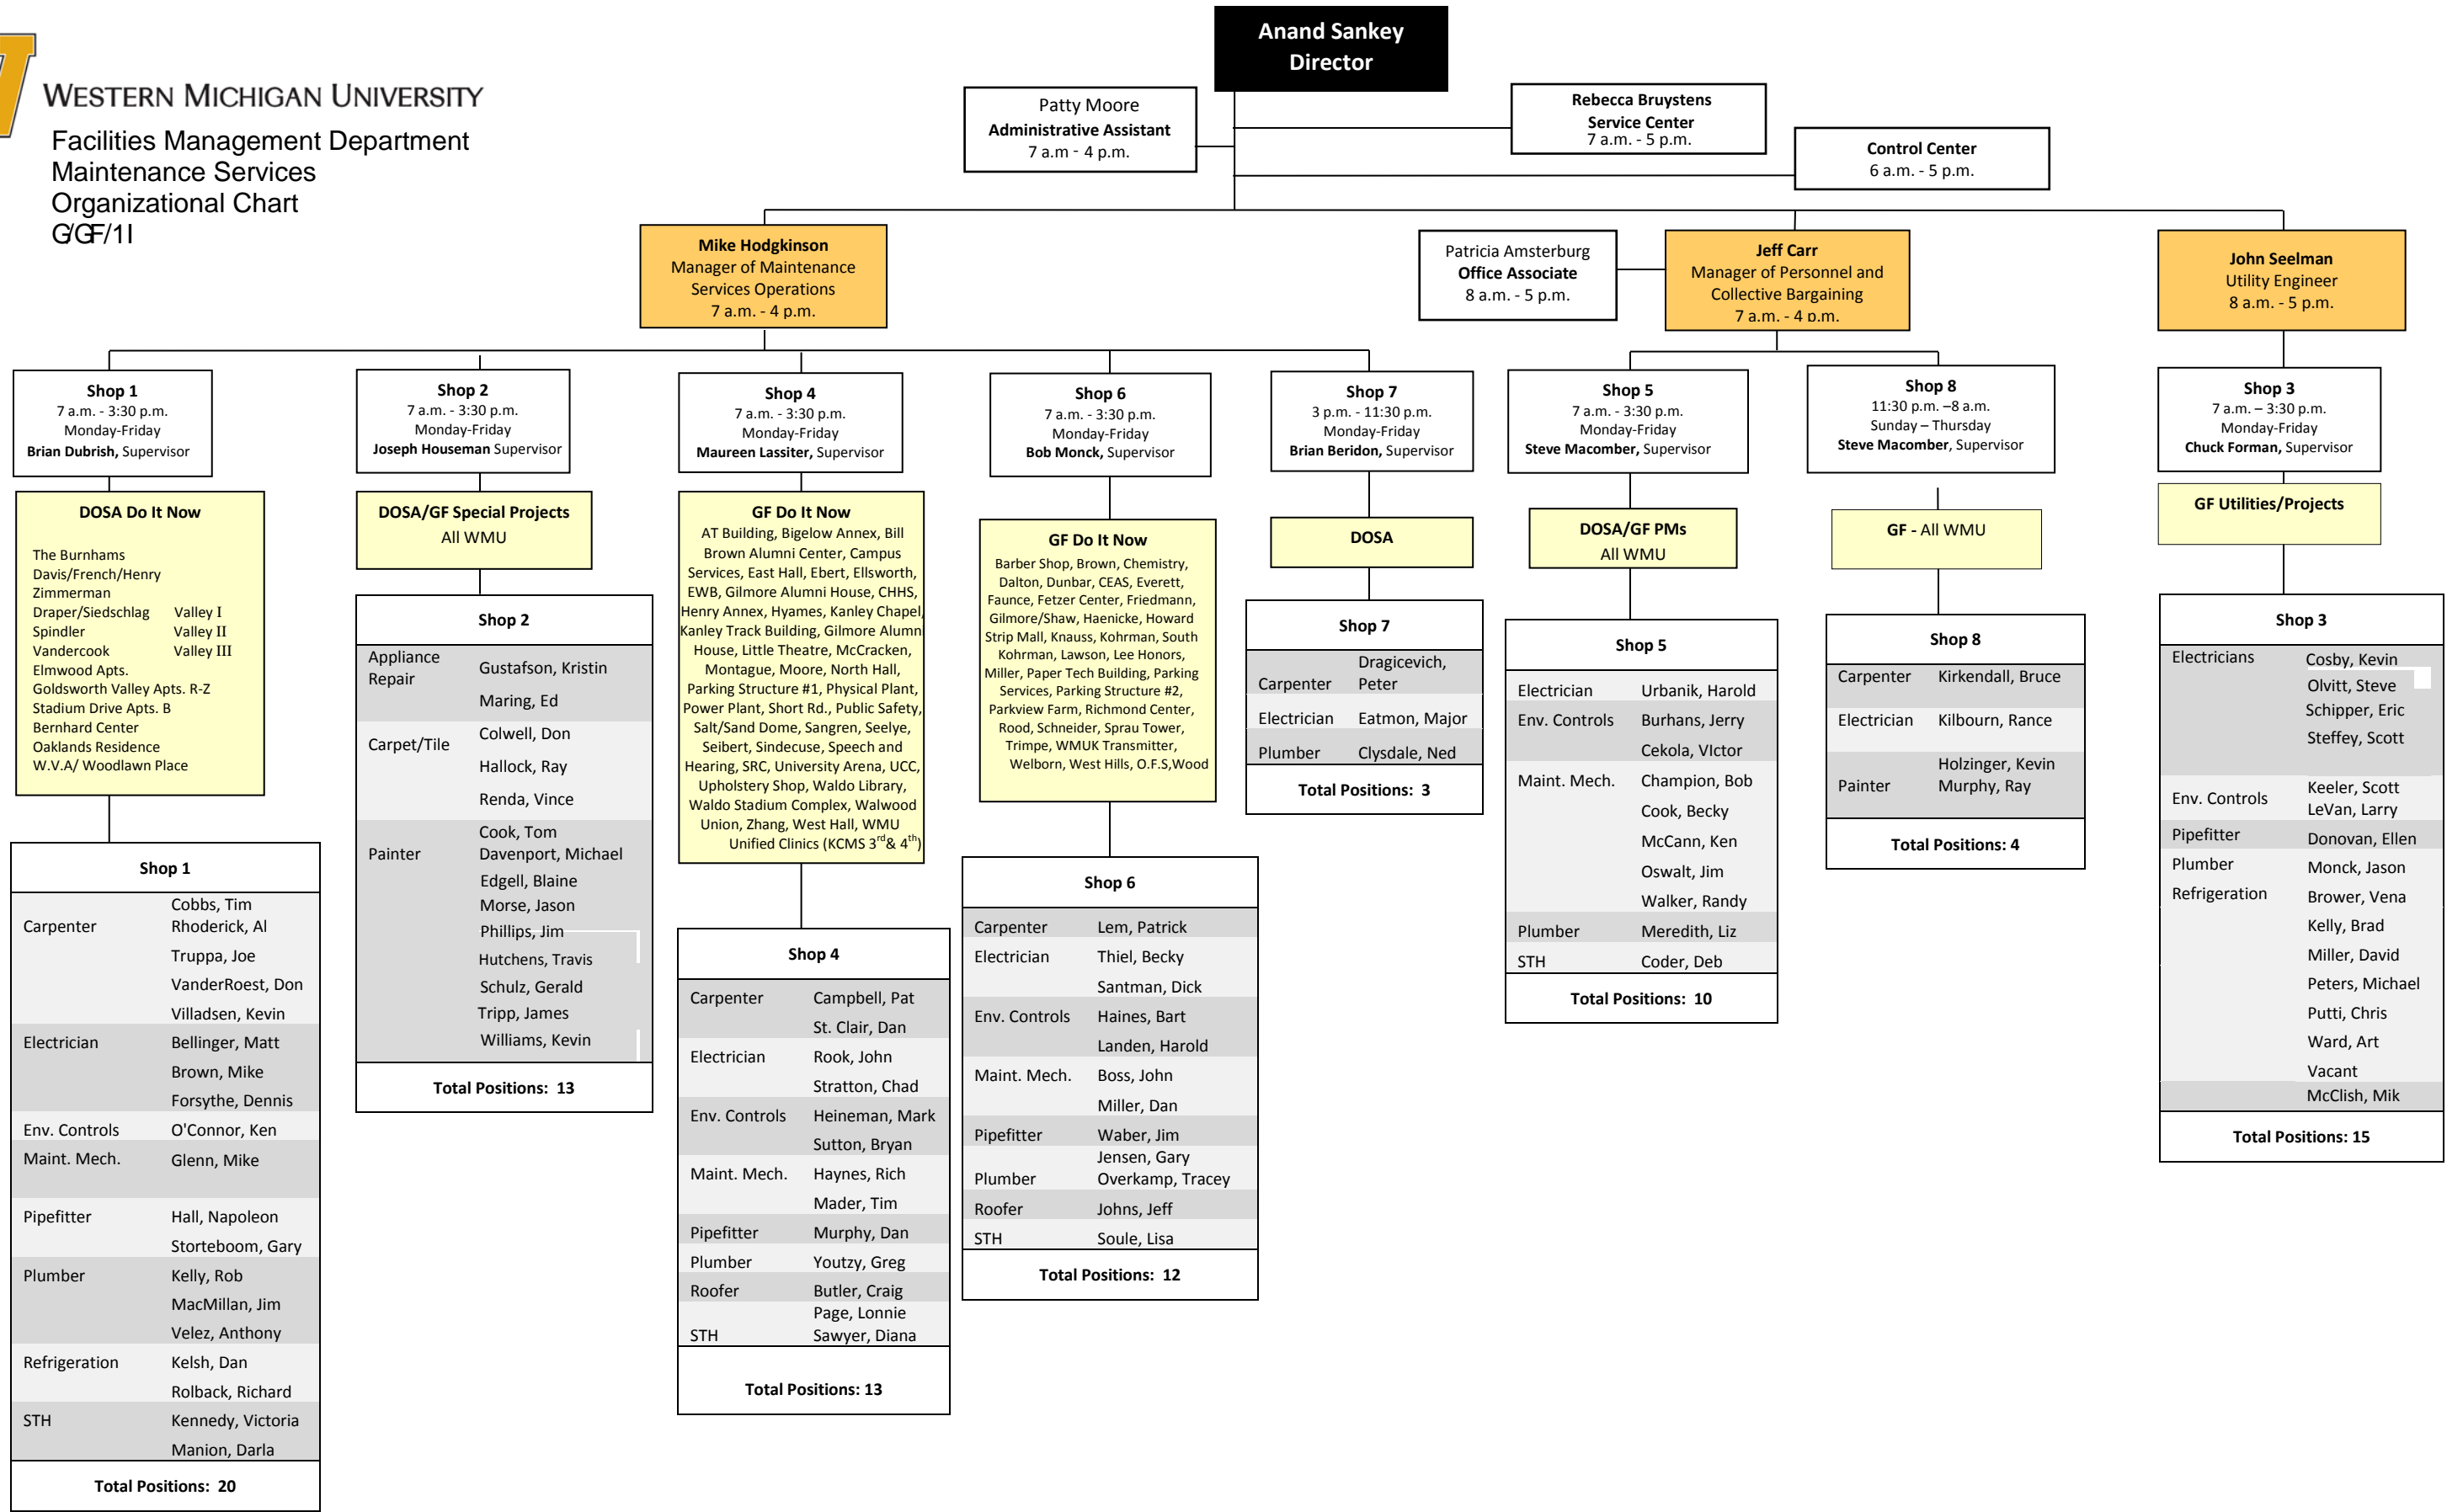 Anand Sankey
Director
WESTERN MICHIGAN UNIVERSITY
Facilities Management Department
Maintenance Services
Organizational Chart
Patty Moore
Administrative Assistant
7 a.m - 4 p.m.
Rebecca Bruystens
Service Center
7 a.m. - 5 p.m.
Control Center
6 a.m. - 5 p.m.
Mike Hodgkinson
Manager of Maintenance
Services Operations
7 a.m. - 4 p.m.
Patricia Amsterburg
Office Associate
8 a.m. - 5 p.m.
Jeff Carr
Manager of Personnel and
Collective Bargaining
7 a.m. - 4 p.m.
John Seelman
Utility Engineer
8 a.m. - 5 p.m.
Shop 1
7 a.m. - 3:30 p.m.
Monday-Friday
Brian Dubrish, Supervisor
Shop 2
7 a.m. - 3:30 p.m.
Monday-Friday
Joseph Houseman Supervisor
Shop 4
7 a.m. - 3:30 p.m.
Monday-Friday
Maureen Lassiter, Supervisor
Shop 6
7 a.m. - 3:30 p.m.
Monday-Friday
Bob Monck, Supervisor
Shop 7
3 p.m. - 11:30 p.m.
Monday-Friday
Brian Beridon, Supervisor
Shop 5
7 a.m. - 3:30 p.m.
Monday-Friday
Steve Macomber, Supervisor
Shop 8
11:30 p.m. –8 a.m.
Sunday – Thursday
Steve Macomber, Supervisor
Shop 3
7 a.m. – 3:30 p.m.
Monday-Friday
Chuck Forman, Supervisor
DOSA Do It Now
The Burnhams
Davis/French/Henry
Zimmerman
Draper/Siedschlag Valley I
Spindler Valley II
Vandercook Valley III
Elmwood Apts.
Goldsworth Valley Apts. R-Z
Stadium Drive Apts. B
Bernhard Center
Oaklands Residence
W.V.A/ Woodlawn Place
DOSA/GF Special Projects
All WMU
GF Do It Now
AT Building, Bigelow Annex, Bill
Brown Alumni Center, Campus
Services, East Hall, Ebert, Ellsworth,
EWB, Gilmore Alumni House, CHHS,
Henry Annex, Hyames, Kanley Chapel,
Kanley Track Building, Gilmore Alumn
House, Little Theatre, McCracken,
Montague, Moore, North Hall,
Parking Structure #1, Physical Plant,
Power Plant, Short Rd., Public Safety,
Salt/Sand Dome, Sangren, Seelye,
Seibert, Sindecuse, Speech and
Hearing, SRC, University Arena, UCC,
Upholstery Shop, Waldo Library,
Waldo Stadium Complex, Walwood
Union, Zhang, West Hall, WMU
Unified Clinics (KCMS 3rd& 4th)
GF Do It Now
Barber Shop, Brown, Chemistry,
Dalton, Dunbar, CEAS, Everett,
Faunce, Fetzer Center, Friedmann,
Gilmore/Shaw, Haenicke, Howard
Strip Mall, Knauss, Kohrman, South
Kohrman, Lawson, Lee Honors,
Miller, Paper Tech Building, Parking
Services, Parking Structure #2,
Parkview Farm, Richmond Center,
Rood, Schneider, Sprau Tower,
Trimpe, WMUK Transmitter,
Welborn, West Hills, O.F.S,Wood
DOSA
DOSA/GF PMs
All WMU
GF - All WMU
GF Utilities/Projects
Shop 1
Cobbs, Tim
Carpenter Rhoderick, Al
Truppa, Joe
VanderRoest, Don
Villadsen, Kevin
Electrician Bellinger, Matt
Brown, Mike
Forsythe, Dennis
Env. Controls O'Connor, Ken
Maint. Mech. Glenn, Mike
Pipefitter Hall, Napoleon
Storteboom, Gary
Plumber Kelly, Rob
MacMillan, Jim
Velez, Anthony
Refrigeration Kelsh, Dan
Rolback, Richard
STH Kennedy, Victoria
Manion, Darla
Total Positions: 20
Shop 2
Appliance
Repair Gustafson, Kristin
Maring, Ed
Colwell, Don
Carpet/Tile
Hallock, Ray
Renda, Vince
Cook, Tom
Painter Davenport, Michael
Edgell, Blaine
Morse, Jason
Phillips, Jim
Hutchens, Travis
Schulz, Gerald
Tripp, James
Williams, Kevin
Total Positions: 13
Shop 4
Carpenter Campbell, Pat
St. Clair, Dan
Electrician Rook, John
Stratton, Chad
Env. Controls Heineman, Mark
Sutton, Bryan
Maint. Mech. Haynes, Rich
Mader, Tim
Pipefitter Murphy, Dan
Plumber Youtzy, Greg
Roofer Butler, Craig
Page, Lonnie
STH Sawyer, Diana
Total Positions: 13
Shop 6
Carpenter Lem, Patrick
Electrician Thiel, Becky
Santman, Dick
Env. Controls Haines, Bart
Landen, Harold
Maint. Mech. Boss, John
Miller, Dan
Pipefitter Waber, Jim
Jensen, Gary
Plumber Overkamp, Tracey
Roofer Johns, Jeff
STH Soule, Lisa
Total Positions: 12
Shop 7
Dragicevich,
Carpenter Peter
Electrician Eatmon, Major
Plumber Clysdale, Ned
Total Positions: 3
Shop 5
Electrician Urbanik, Harold
Env. Controls Burhans, Jerry
Cekola, VIctor
Maint. Mech. Champion, Bob
Cook, Becky
McCann, Ken
Oswalt, Jim
Walker, Randy
Plumber Meredith, Liz
STH Coder, Deb
Total Positions: 10
Shop 8
Carpenter Kirkendall, Bruce
Electrician Kilbourn, Rance
Holzinger, Kevin
Painter Murphy, Ray
Total Positions: 4
Shop 3
Electricians Cosby, Kevin
Olvitt, Steve
Schipper, Eric
Steffey, Scott
Keeler, Scott
Env. Controls LeVan, Larry
Pipefitter Donovan, Ellen
Plumber Monck, Jason
Refrigeration Brower, Vena
Kelly, Brad
Miller, David
Peters, Michael
Putti, Chris
Ward, Art
Vacant
McClish, Mik
Total Positions: 15